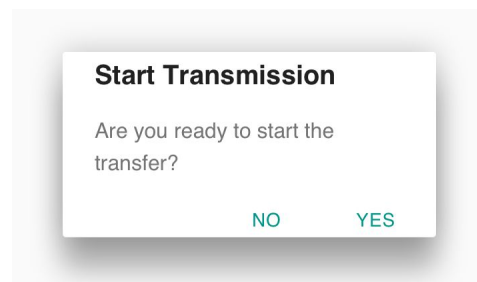 Start Transmission
Are you ready to start the
transfer?
NO YES